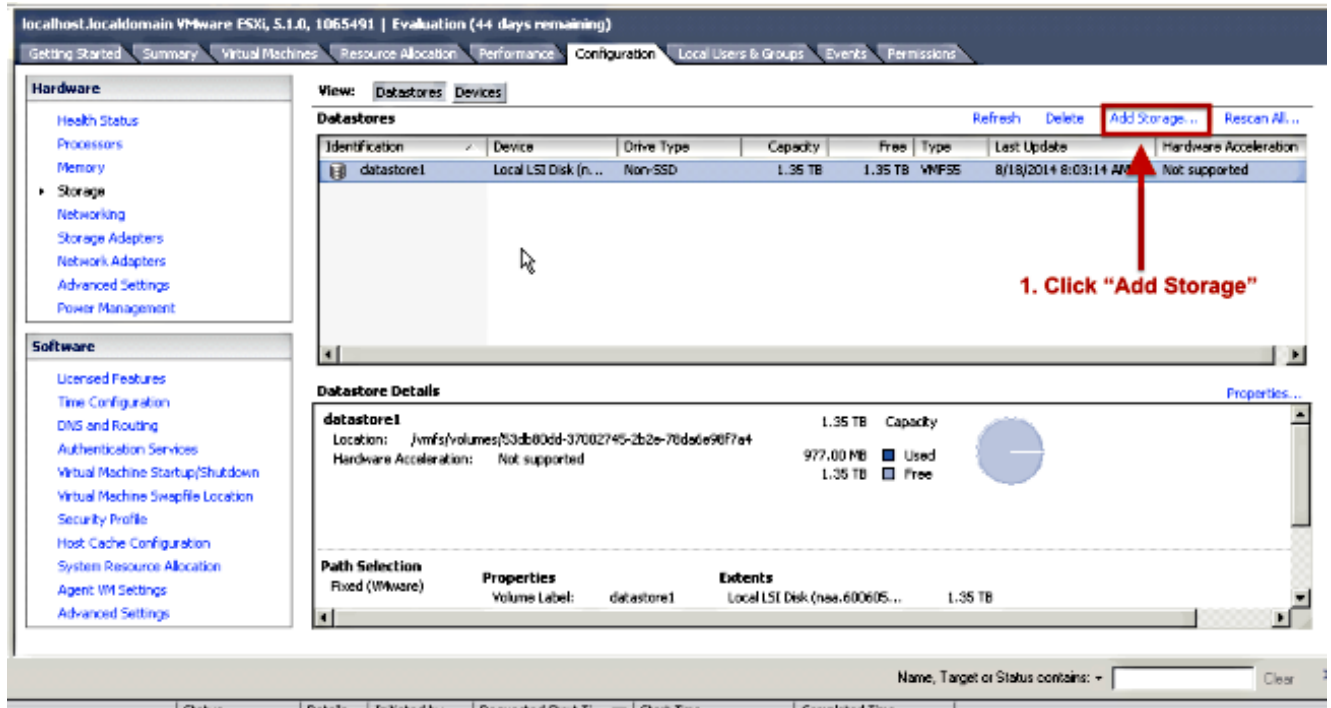 localhost.localdomain VMware ESXi, 5.1.0, 1065491 | Evaluation (44 days remaining)
Getting Started Summary Virtual Machines Resource Allocation Performance Configuration Local Users & Groups Events Permissions
Hardware
Health Status
Processors
Memory
Storage
Networking
Storage Adapters
Network Adapters
Advanced Settings
Power Management
Software
Licensed Features
Time Configuration
DNS and Routing
Authentication Services
Virtual Machine Startup/Shutdown
Virtual Machine Swapfile Location
Security Profile
Host Cache Configuration
System Resource Allocation
Agent VM Settings
Advanced Settings
View: Datastores Devices
Datastores Refresh Delete Add Storage... Rescan All...
Identification Device Drive Type Capacity Free Type Last Update Hardware Acceleration
datastore1 Local LSI Disk (n... Non-SSD 1.35 TB 1.35 TB VMFS5 8/18/2014 8:03:14 AM Not supported
1. Click “Add Storage”
Datastore Details Properties...
datastore1 1.35 TB Capacity
Location: /vmfs/volumes/53db80dd-37002745-2b2e-78da6e98f7a4
Hardware Acceleration: Not supported 977.00 MB Used
1.35 TB Free
Path Selection
Fixed (VMware)
Properties
Volume Label: datastore1
Extents
Local LSI Disk (naa.600605... 1.35 TB
Name, Target or Status contains: Clear